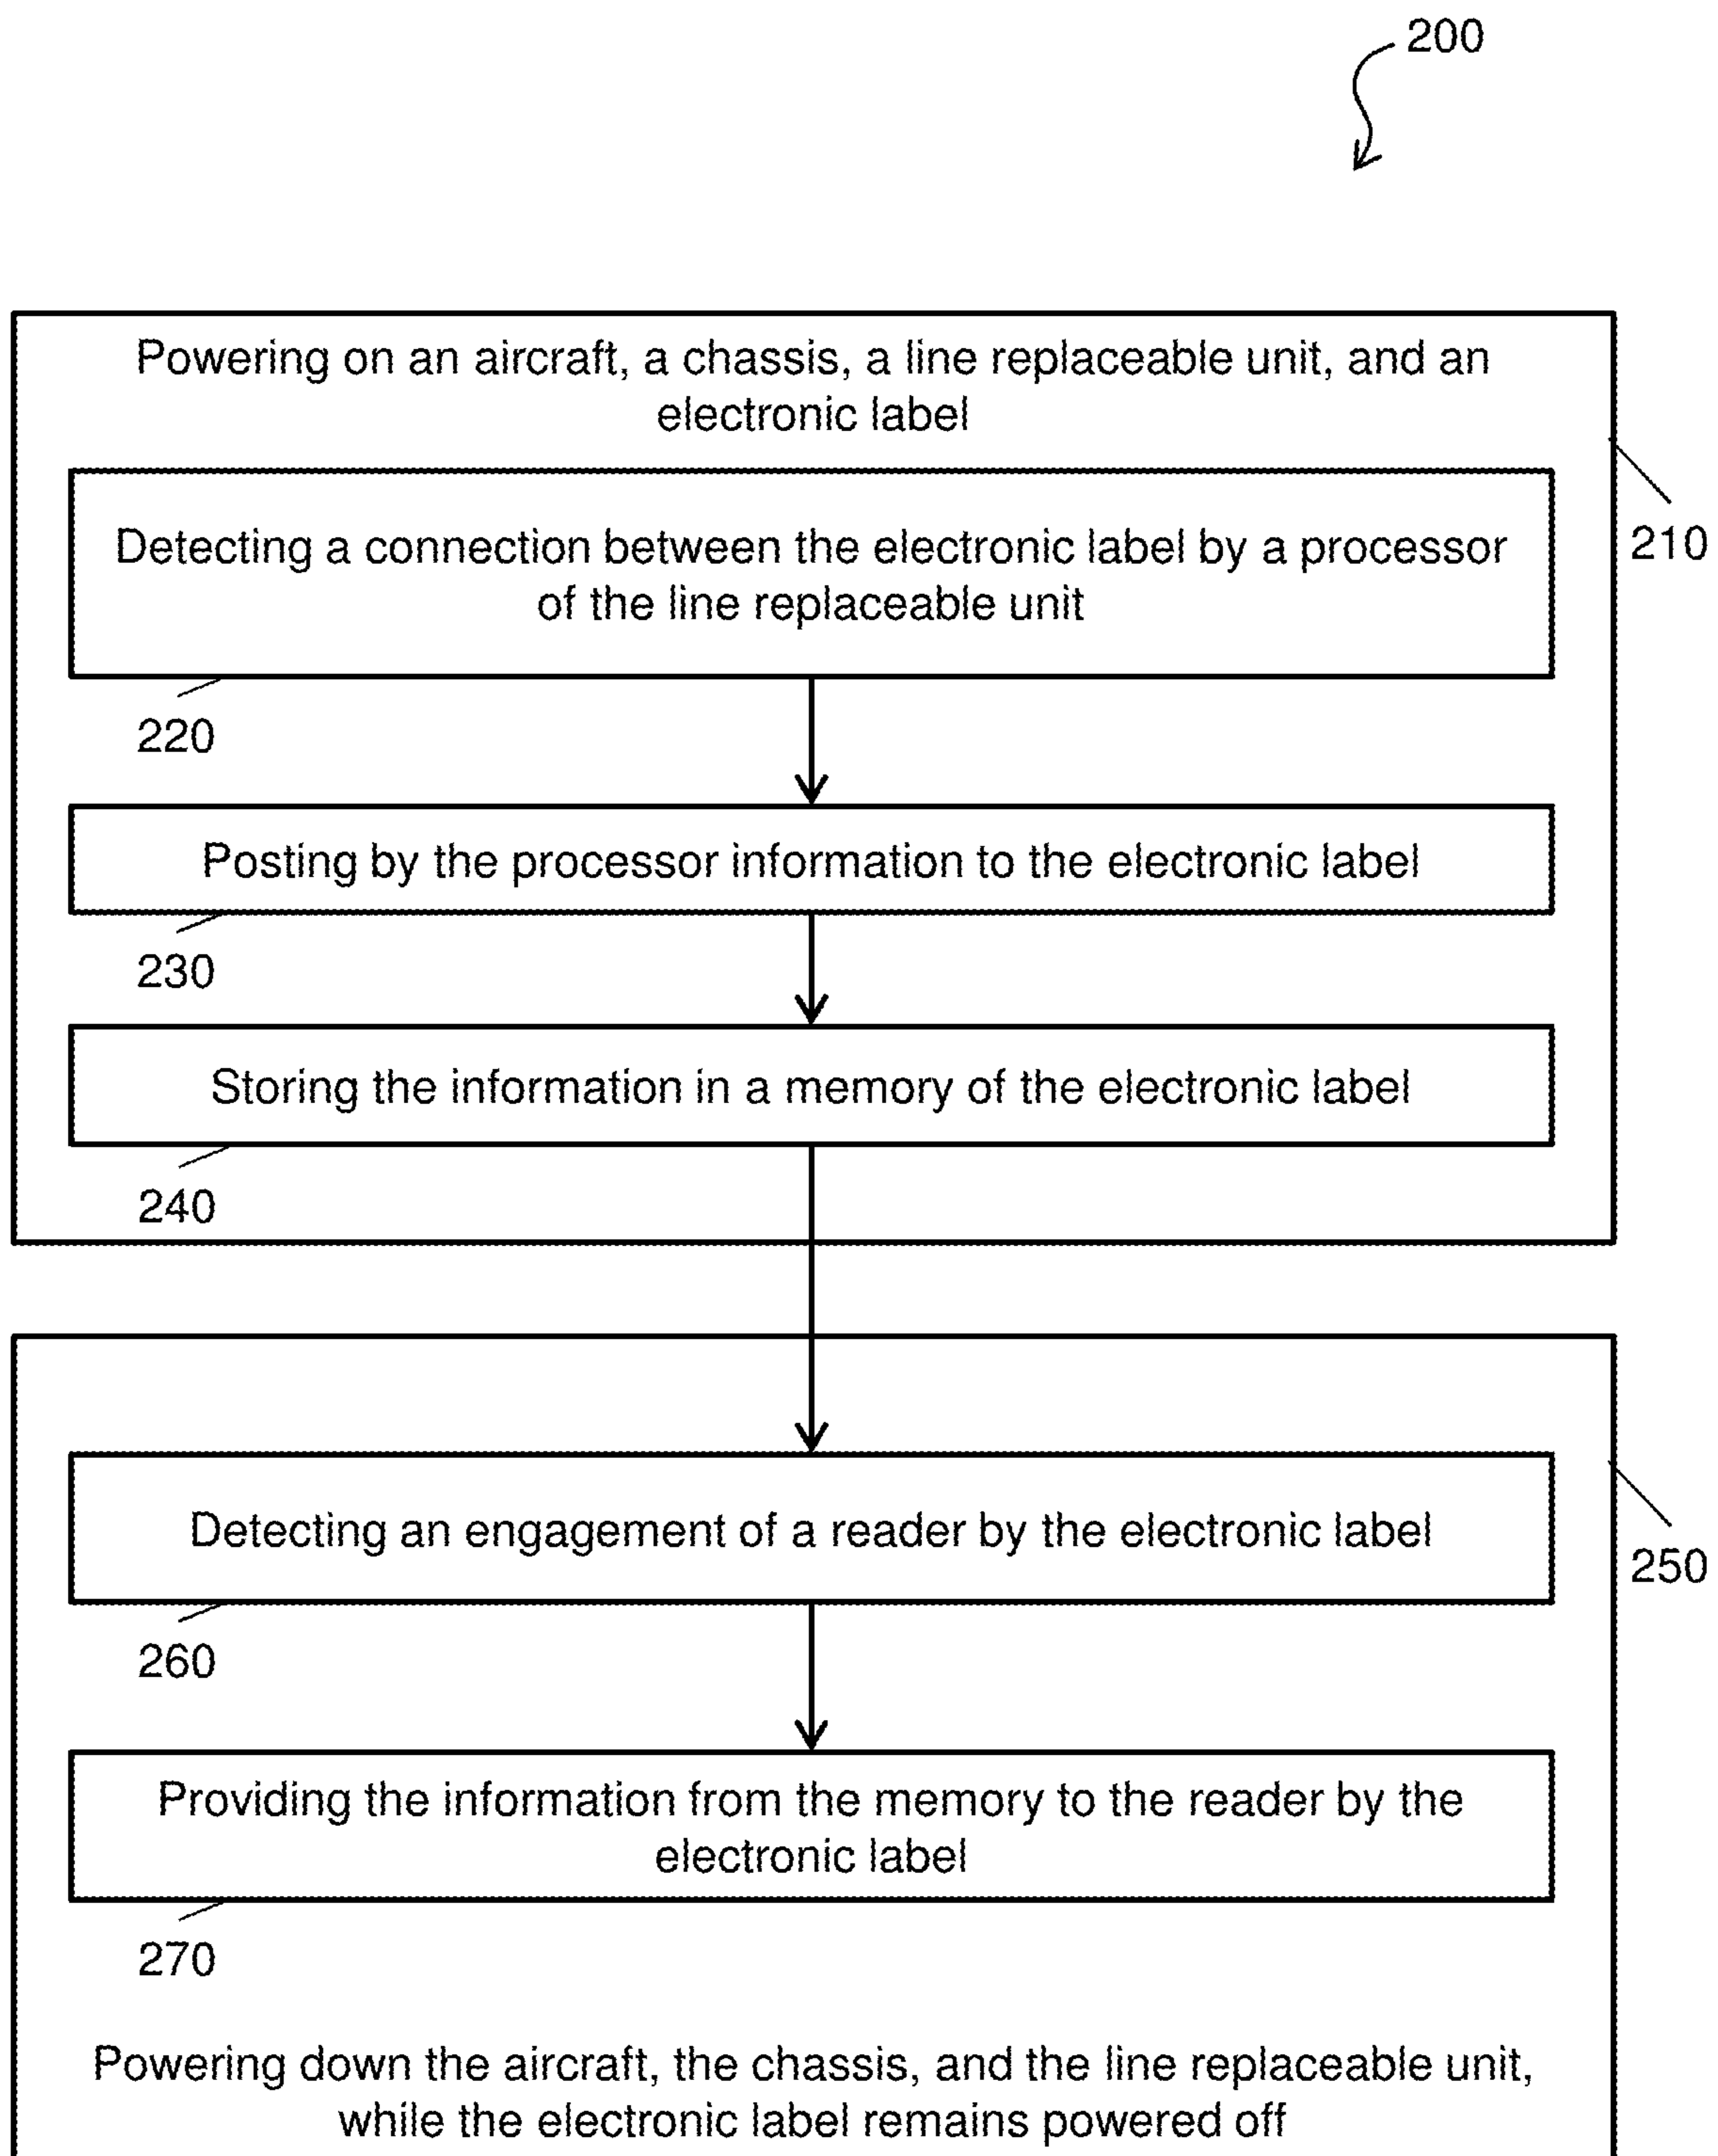 200
Powering on an aircraft, a chassis, a line replaceable unit, and an
electronic label
210
Detecting a connection between the electronic label by a processor
of the line replaceable unit
220
Posting by the processor information to the electronic label
230
Storing the information in a memory of the electronic label
240
250
Detecting an engagement of a reader by the electronic label
260
Providing the information from the memory to the reader by the
electronic label
270
Powering down the aircraft, the chassis, and the line replaceable unit,
while the electronic label remains powered off